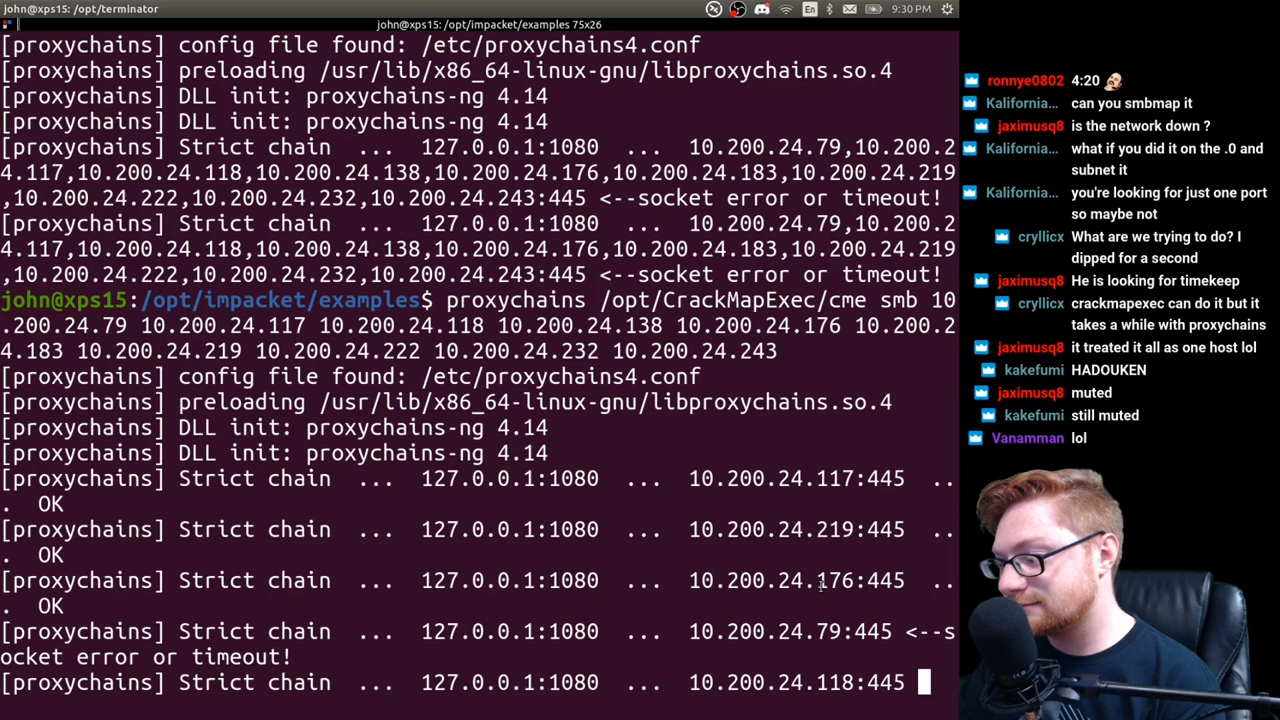 john@xps15: /opt/terminator
En
9:30 PM
john@xps15: /opt/impacket/examples 75x26
[proxychains] config file found: /etc/proxychains4.conf
[proxychains] preloading /usr/lib/x86_64-linux-gnu/libproxychains.so.4
[proxychains] DLL init: proxychains-ng 4.14
[proxychains] DLL init: proxychains-ng 4.14
[proxychains] Strict chain  ...  127.0.0.1:1080  ...  10.200.24.79,10.200.2
4.117,10.200.24.118,10.200.24.138,10.200.24.176,10.200.24.183,10.200.24.219
,10.200.24.222,10.200.24.232,10.200.24.243:445 <--socket error or timeout!
[proxychains] Strict chain  ...  127.0.0.1:1080  ...  10.200.24.79,10.200.2
4.117,10.200.24.118,10.200.24.138,10.200.24.176,10.200.24.183,10.200.24.219
,10.200.24.222,10.200.24.232,10.200.24.243:445 <--socket error or timeout!
john@xps15:/opt/impacket/examples$ proxychains /opt/CrackMapExec/cme smb 10
.200.24.79 10.200.24.117 10.200.24.118 10.200.24.138 10.200.24.176 10.200.2
4.183 10.200.24.219 10.200.24.222 10.200.24.232 10.200.24.243
[proxychains] config file found: /etc/proxychains4.conf
[proxychains] preloading /usr/lib/x86_64-linux-gnu/libproxychains.so.4
[proxychains] DLL init: proxychains-ng 4.14
[proxychains] DLL init: proxychains-ng 4.14
[proxychains] Strict chain  ...  127.0.0.1:1080  ...  10.200.24.117:445  ..
.  OK
[proxychains] Strict chain  ...  127.0.0.1:1080  ...  10.200.24.219:445  ..
.  OK
[proxychains] Strict chain  ...  127.0.0.1:1080  ...  10.200.24.176:445  ..
.  OK
[proxychains] Strict chain  ...  127.0.0.1:1080  ...  10.200.24.79:445 <--s
ocket error or timeout!
[proxychains] Strict chain  ...  127.0.0.1:1080  ...  10.200.24.118:445
ronnye0802 4:20
Kalifornia… can you smbmap it
jaximusq8 is the network down ?
Kalifornia… what if you did it on the .0 and
subnet it
Kalifornia… you're looking for just one port
so maybe not
cryllicx What are we trying to do? I
dipped for a second
jaximusq8 He is looking for timekeep
cryllicx crackmapexec can do it but it
takes a while with proxychains
jaximusq8 it treated it all as one host lol
kakefumi HADOUKEN
jaximusq8 muted
kakefumi still muted
Vanamman lol